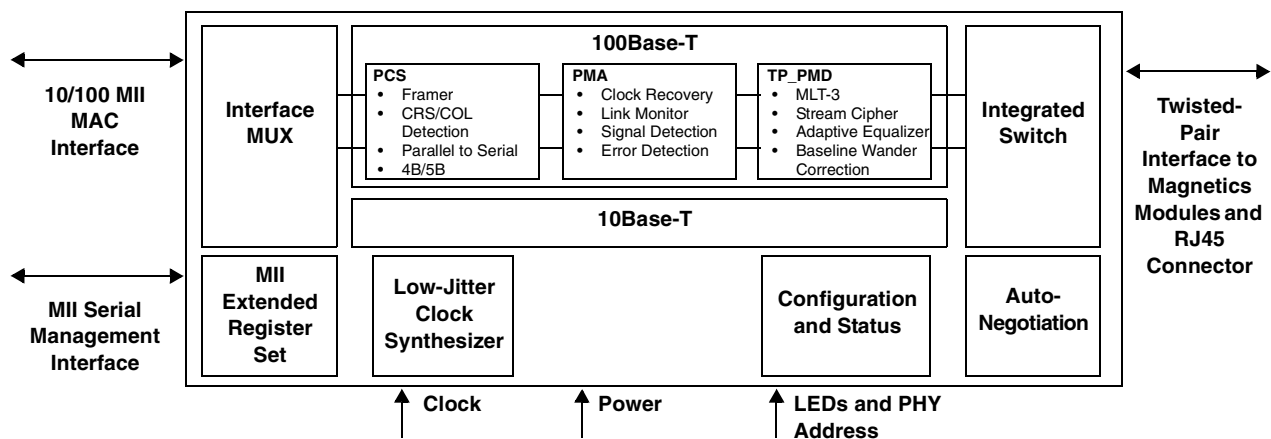 10/100 MII
MAC
Interface
MII Serial
Management
Interface
Interface
MUX
100Base-T
PCS
• Framer
• CRS/COL
Detection
• Parallel to Serial
• 4B/5B
PMA
• Clock Recovery
• Link Monitor
• Signal Detection
• Error Detection
TP_PMD
• MLT-3
• Stream Cipher
• Adaptive Equalizer
• Baseline Wander
Correction
10Base-T
Integrated
Switch
MII
Extended
Register
Set
Low-Jitter
Clock
Synthesizer
Configuration
and Status
Auto-
Negotiation
Twisted-
Pair
Interface to
Magnetics
Modules and
RJ45
Connector
Clock
Power
LEDs and PHY
Address